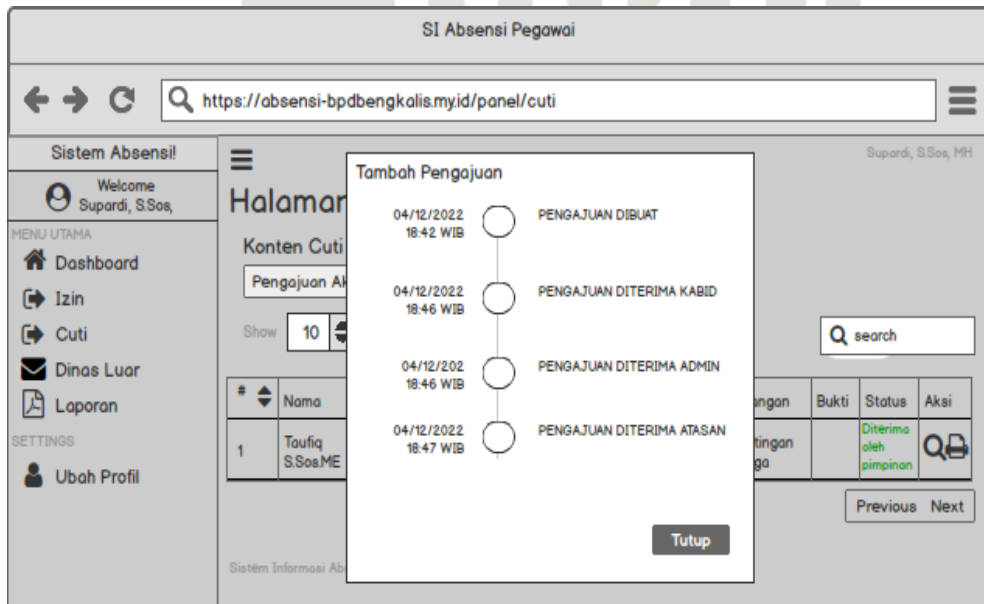 SI Absensi Pegawai
https://absensi-bpdbengkalis.my.id/panel/cuti
Sistem Absensi!
Welcome
Supardi, S.Sos,
MENU UTAMA
Dashboard
Izin
Cuti
Dinas Luar
Laporan
SETTINGS
Ubah Profil
Supardi, S.Sos, MH
Halaman
Konten Cuti
Pengajuan Ak
Show 10
search
# Nama angan Bukti Status Aksi
1 Taufiq S.Sos.ME tingan ga Diterima oleh pimpinan
Previous Next
Sistem Informasi Ab
Tambah Pengajuan
04/12/2022 PENGAJUAN DIBUAT
18:42 WIB
04/12/2022 PENGAJUAN DITERIMA KABID
18:46 WIB
04/12/202 PENGAJUAN DITERIMA ADMIN
18:46 WIB
04/12/2022 PENGAJUAN DITERIMA ATASAN
18:47 WIB
Tutup